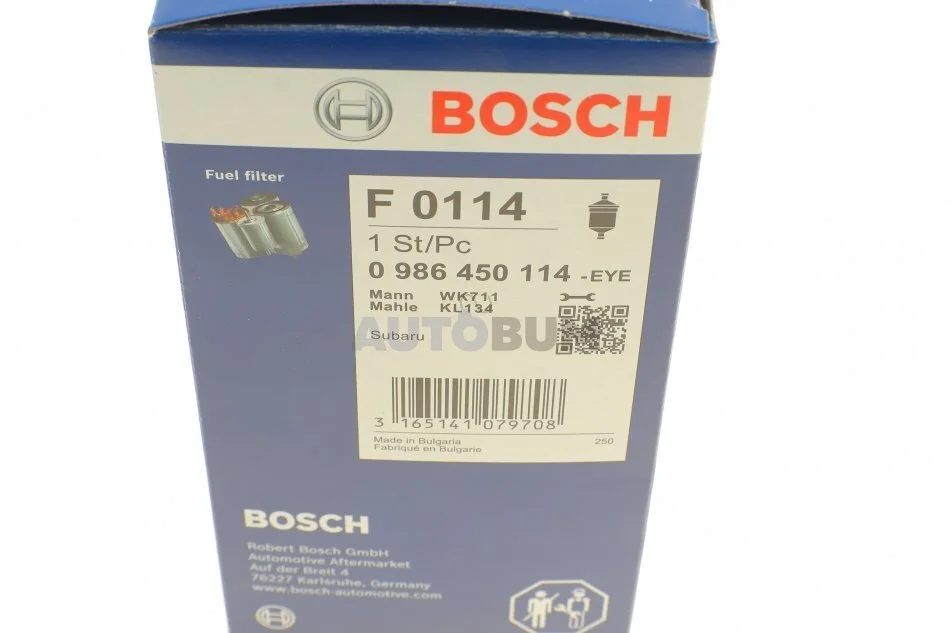 BOSCH
Fuel filter
F 0114
1 St/Pc
0 986 450 114 -EYE
Mann WK711
Mahle KL134
AUTOBU
Subaru
3 165141 079708
Made in Bulgaria 250
Fabriqué en Bulgarie
BOSCH
Robert Bosch GmbH
Automotive Aftermarket
Auf der Breit 4
76227 Karlsruhe, Germany
www.bosch-automotive.com